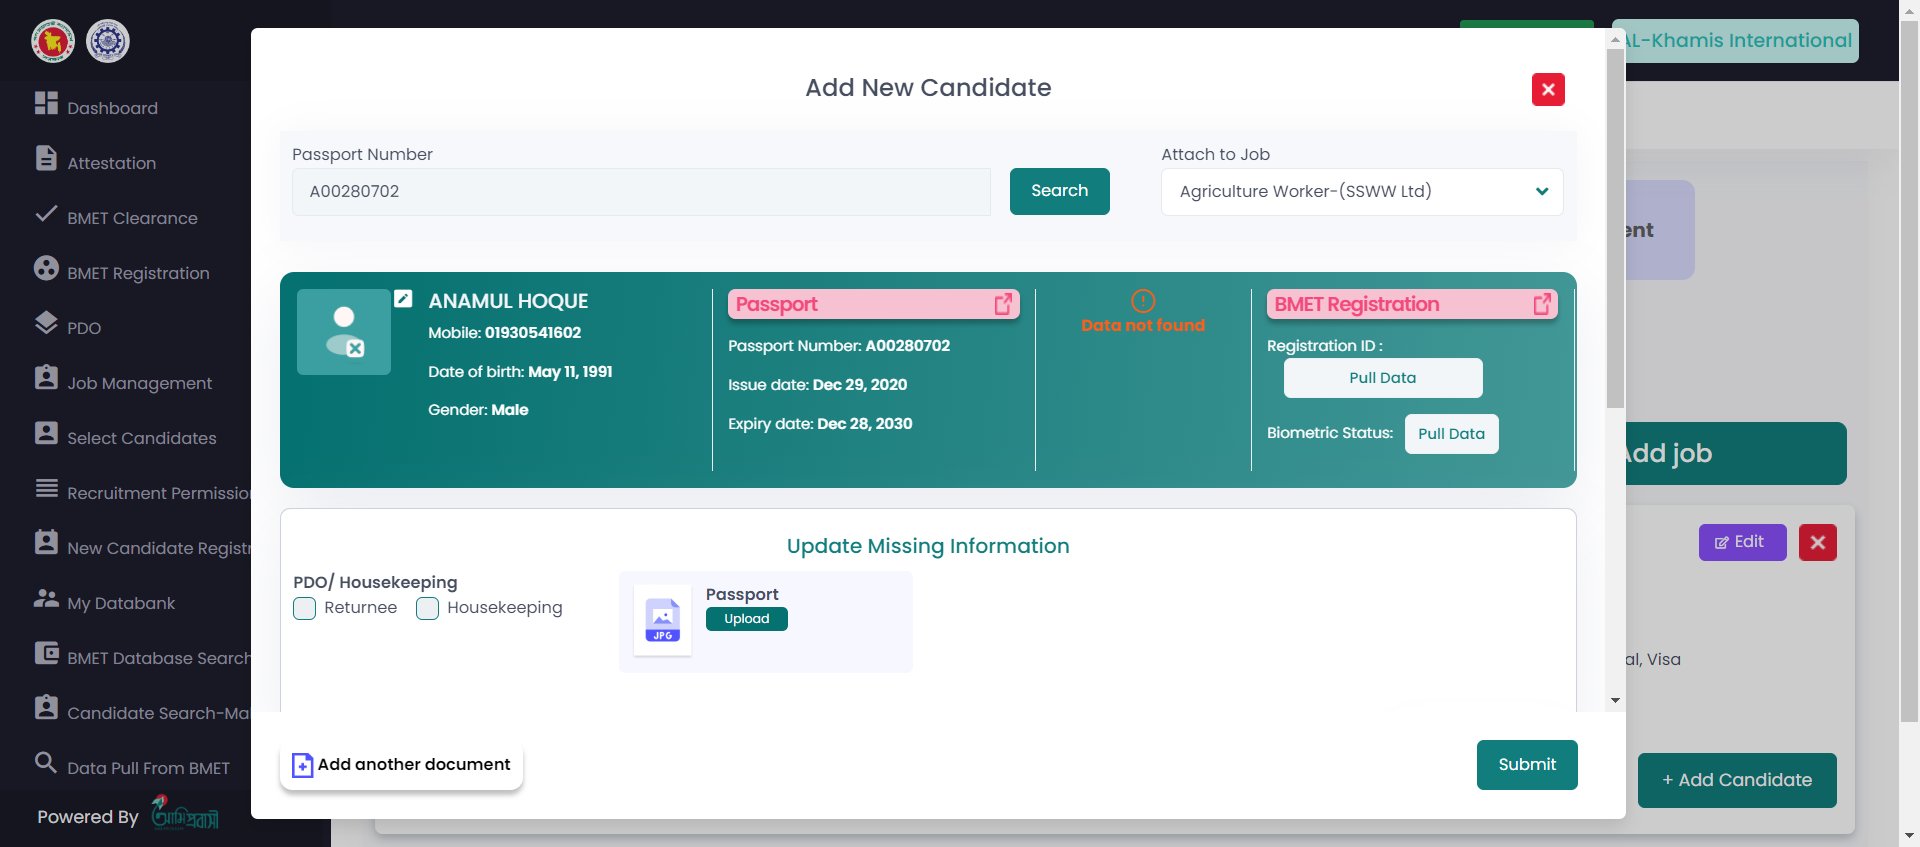 AL-Khamis International
Dashboard
Attestation
BMET Clearance
BMET Registration
PDO
Job Management
Select Candidates
Recruitment Permission
New Candidate Registr
My Databank
BMET Database Search
Candidate Search-Mal
Data Pull From BMET
Powered By আমি প্রবাসী
Add New Candidate
Passport Number
A00280702
Search
Attach to Job
Agriculture Worker-(SSWW Ltd)
ANAMUL HOQUE
Mobile: 01930541602
Date of birth: May 11, 1991
Gender: Male
Passport
Passport Number: A00280702
Issue date: Dec 29, 2020
Expiry date: Dec 28, 2030
Data not found
BMET Registration
Registration ID :
Pull Data
Biometric Status: Pull Data
Update Missing Information
PDO/ Housekeeping
Returnee Housekeeping
JPG
Passport
Upload
Add another document
Submit
ent
Add job
Edit
al, Visa
+ Add Candidate